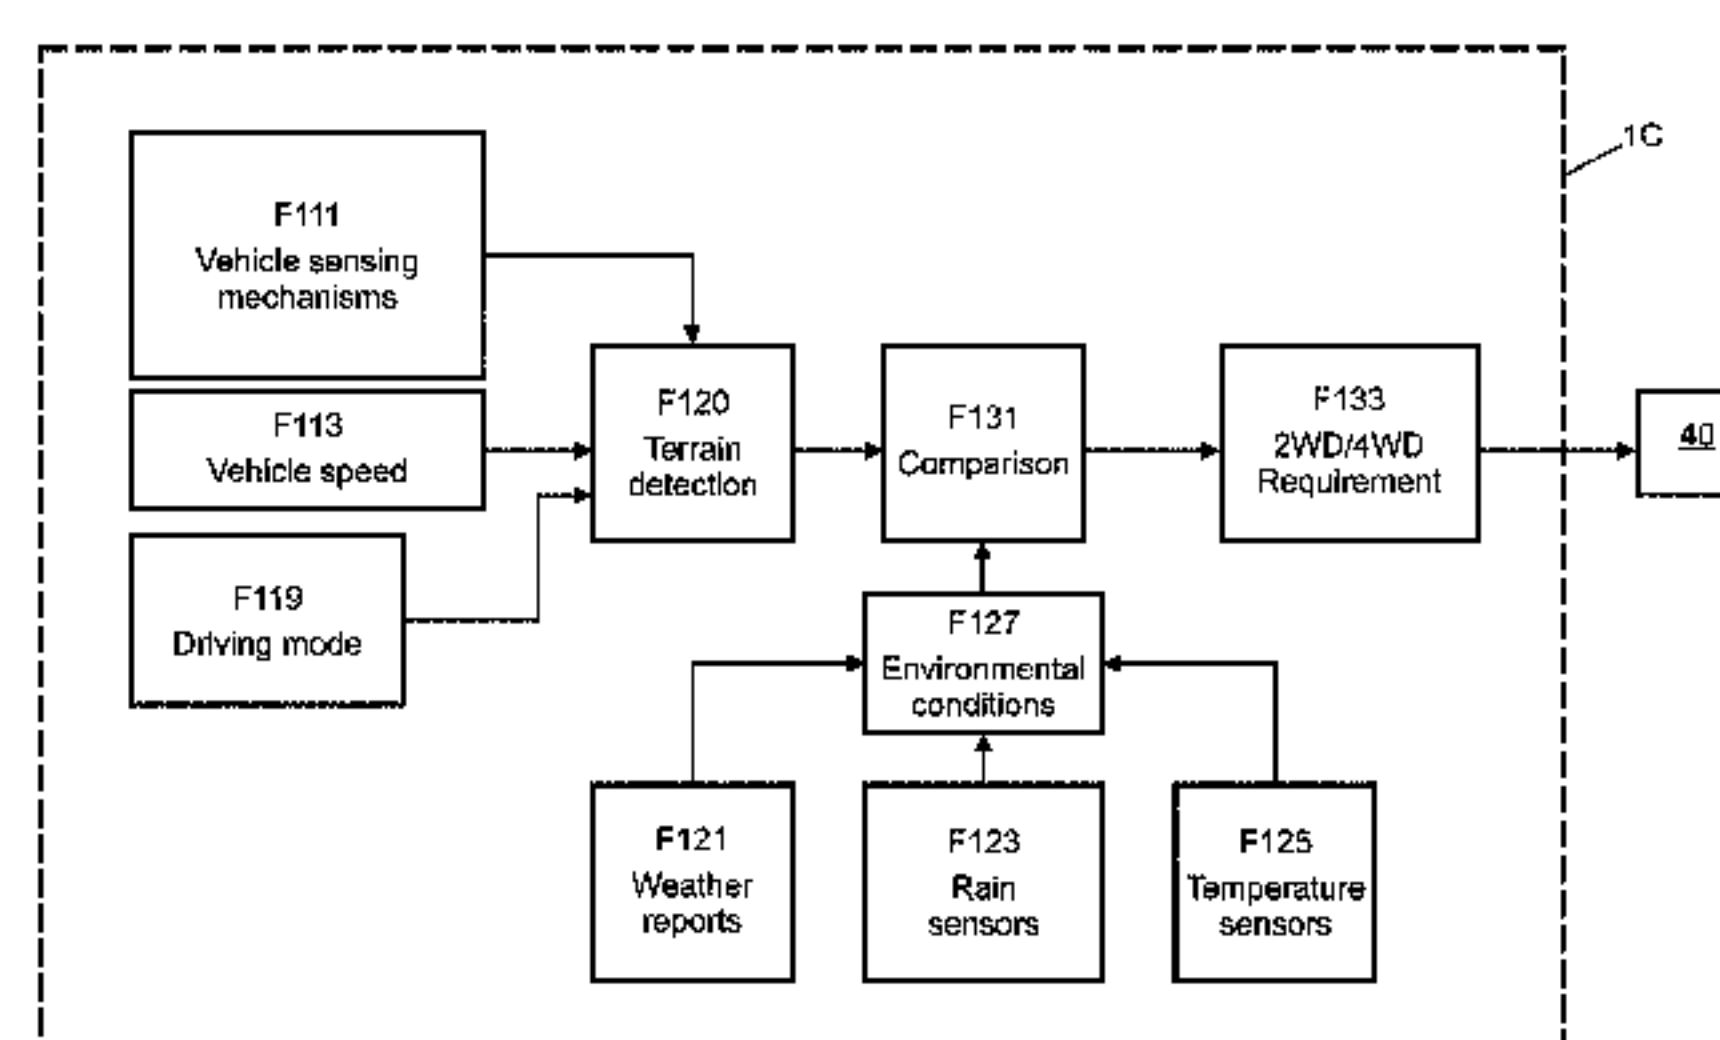 1C
F111
Vehicle sensing
mechanisms
F113
Vehicle speed
F119
Driving mode
F120
Terrain
detection
F131
Comparison
F133
2WD/4WD
Requirement
40
F127
Environmental
conditions
F121
Weather
reports
F123
Rain
sensors
F125
Temperature
sensors